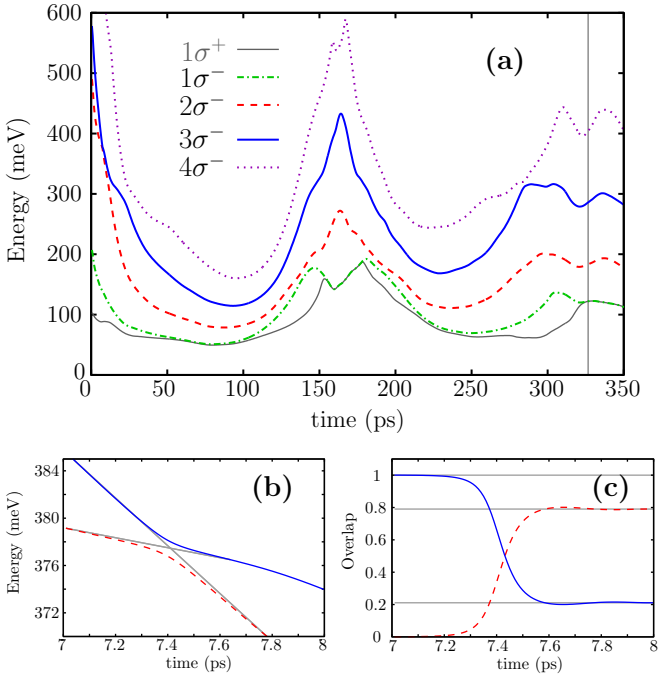 600
500
400
300
200
100
0
Energy (meV)
1σ⁺
1σ⁻
2σ⁻
3σ⁻
4σ⁻
(a)
0 50 100 150 200 250 300 350
time (ps)
384
381
378
375
372
Energy (meV)
(b)
7 7.2 7.4 7.6 7.8 8
time (ps)
1
0.8
0.6
0.4
0.2
0
Overlap
(c)
7 7.2 7.4 7.6 7.8 8
time (ps)